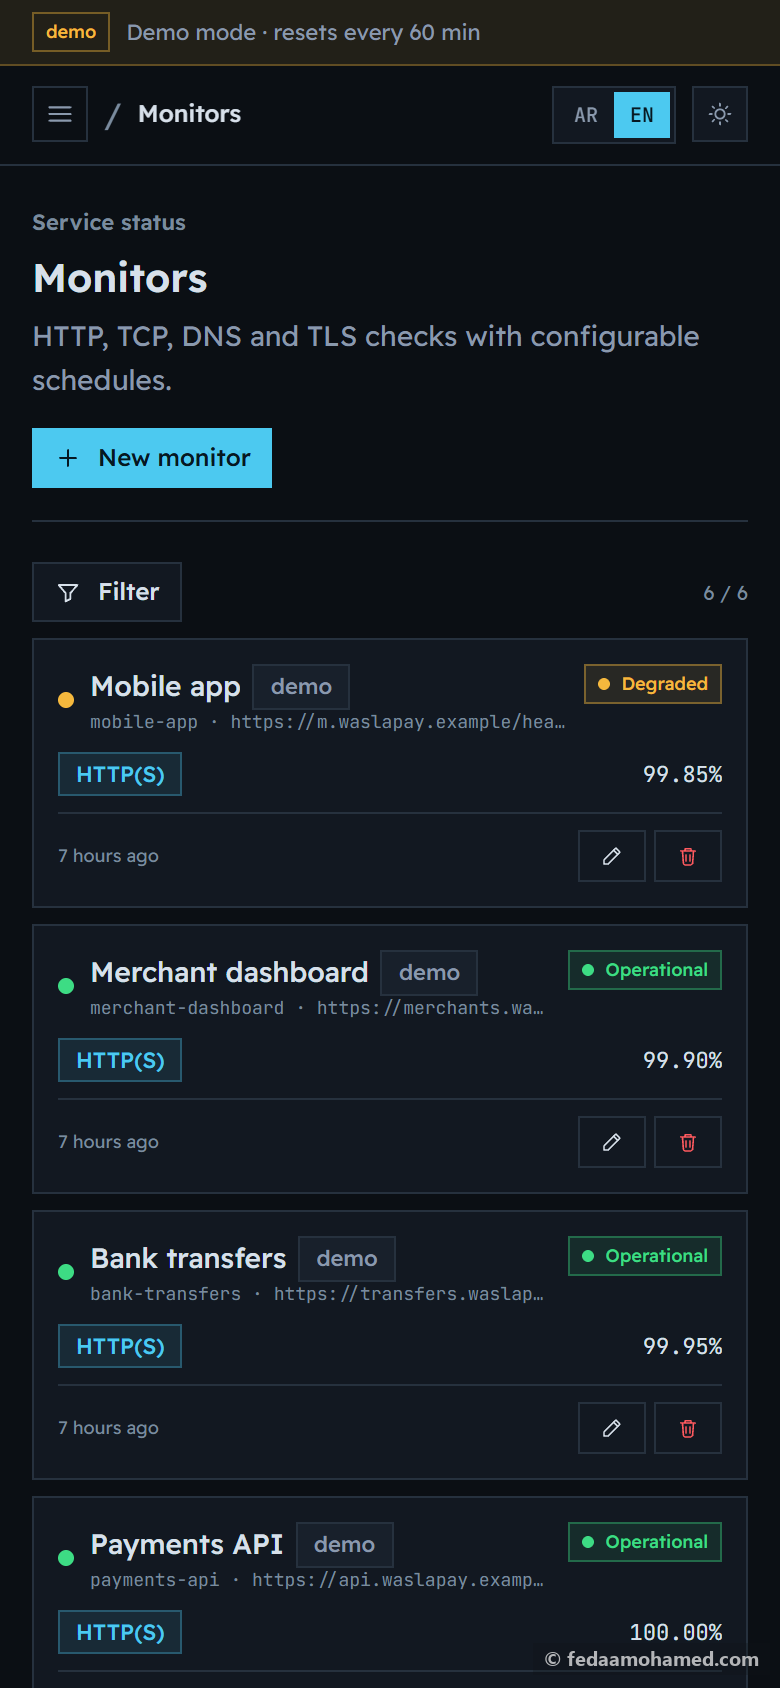 demo Demo mode · resets every 60 min
/ Monitors AR EN
Service status
Monitors
HTTP, TCP, DNS and TLS checks with configurable
schedules.
+ New monitor
Filter 6 / 6
Mobile app demo Degraded
mobile-app · https://m.waslapay.example/hea…
HTTP(S) 99.85%
7 hours ago
Merchant dashboard demo Operational
merchant-dashboard · https://merchants.wa…
HTTP(S) 99.90%
7 hours ago
Bank transfers demo Operational
bank-transfers · https://transfers.waslap…
HTTP(S) 99.95%
7 hours ago
Payments API demo Operational
payments-api · https://api.waslapay.examp…
HTTP(S) 100.00%
© fedaamohamed.com